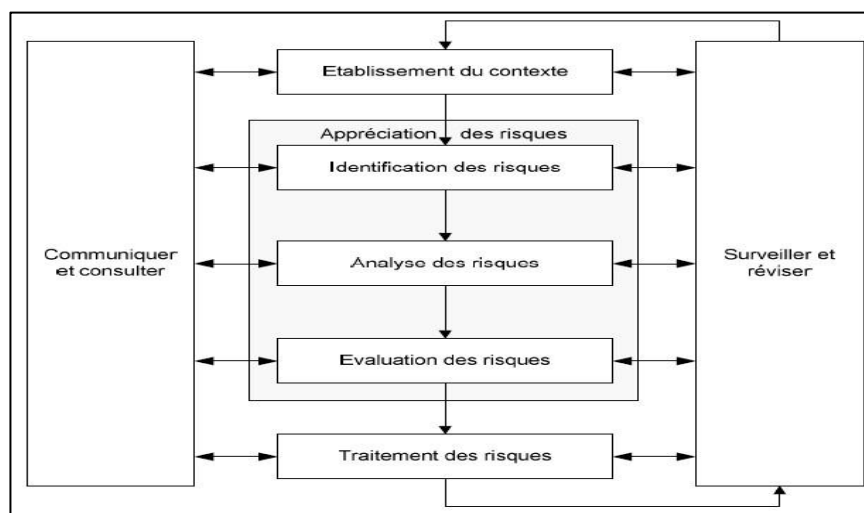 Etablissement du contexte
Appréciation des risques
Identification des risques
Analyse des risques
Communiquer
et consulter
Surveiller et
réviser
Evaluation des risques
Traitement des risques